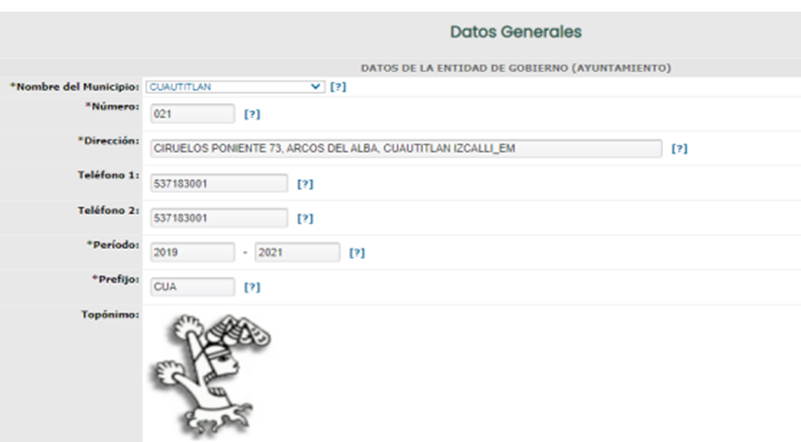 Datos Generales
DATOS DE LA ENTIDAD DE GOBIERNO (AYUNTAMIENTO)
*Nombre del Municipio: CUAUTITLAN [?]
*Número: 021 [?]
*Dirección: CIRUELOS PONIENTE 73, ARCOS DEL ALBA, CUAUTITLAN IZCALLI_EM [?]
Teléfono 1: 537183001 [?]
Teléfono 2: 537183001 [?]
*Período: 2019 - 2021 [?]
*Prefijo: CUA [?]
Topónimo: